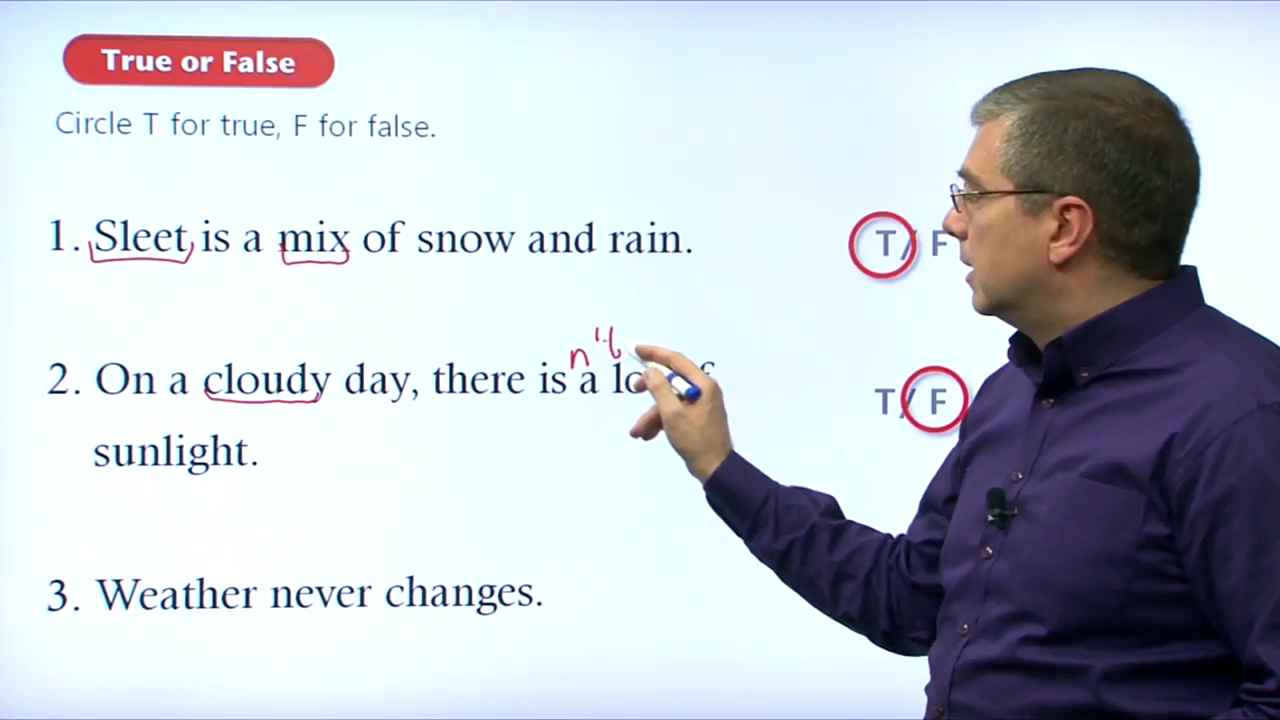 True or False
Circle T for true, F for false.
1. Sleet is a mix of snow and rain. T / F
n't
2. On a cloudy day, there is a T / F
sunlight.
3. Weather never changes.